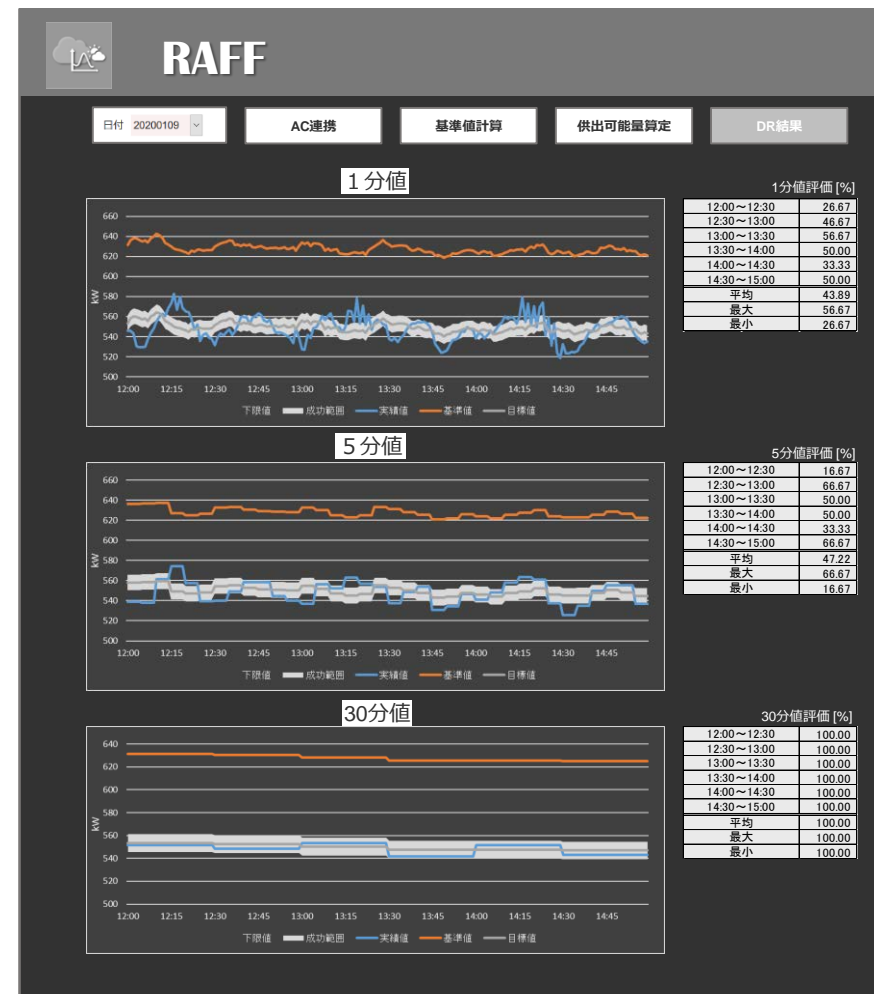 RAFF
日付 20200109
AC連携
基準値計算
供出可能量算定
DR結果
１分値
1分値評価 [%]
660
640
620
600
580
560
540
520
500
kW
12:00 12:15 12:30 12:45 13:00 13:15 13:30 13:45 14:00 14:15 14:30 14:45
下限値 成功範囲 実績値 基準値 目標値
12:00～12:30 26.67
12:30～13:00 46.67
13:00～13:30 56.67
13:30～14:00 50.00
14:00～14:30 33.33
14:30～15:00 50.00
平均 43.89
最大 56.67
最小 26.67
５分値
5分値評価 [%]
660
640
620
600
580
560
540
520
500
kW
12:00 12:15 12:30 12:45 13:00 13:15 13:30 13:45 14:00 14:15 14:30 14:45
下限値 成功範囲 実績値 基準値 目標値
12:00～12:30 16.67
12:30～13:00 66.67
13:00～13:30 50.00
13:30～14:00 50.00
14:00～14:30 33.33
14:30～15:00 66.67
平均 47.22
最大 66.67
最小 16.67
30分値
30分値評価 [%]
640
620
600
580
560
540
520
500
kW
12:00 12:15 12:30 12:45 13:00 13:15 13:30 13:45 14:00 14:15 14:30 14:45
下限値 成功範囲 実績値 基準値 目標値
12:00～12:30 100.00
12:30～13:00 100.00
13:00～13:30 100.00
13:30～14:00 100.00
14:00～14:30 100.00
14:30～15:00 100.00
平均 100.00
最大 100.00
最小 100.00